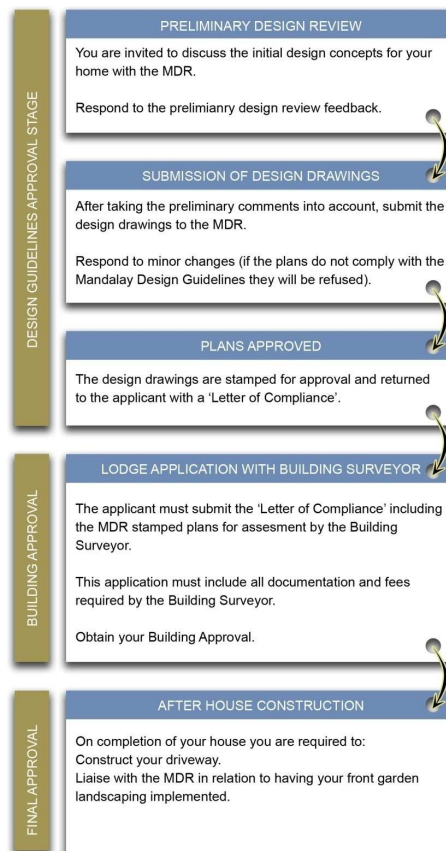 DESIGN GUIDELINES APPROVAL STAGE
PRELIMINARY DESIGN REVIEW
You are invited to discuss the initial design concepts for your
home with the MDR.
Respond to the prelimianry design review feedback.
SUBMISSION OF DESIGN DRAWINGS
After taking the preliminary comments into account, submit the
design drawings to the MDR.
Respond to minor changes (if the plans do not comply with the
Mandalay Design Guidelines they will be refused).
PLANS APPROVED
The design drawings are stamped for approval and returned
to the applicant with a ‘Letter of Compliance’.
BUILDING APPROVAL
LODGE APPLICATION WITH BUILDING SURVEYOR
The applicant must submit the ‘Letter of Compliance’ including
the MDR stamped plans for assesment by the Building
Surveyor.
This application must include all documentation and fees
required by the Building Surveyor.
Obtain your Building Approval.
FINAL APPROVAL
AFTER HOUSE CONSTRUCTION
On completion of your house you are required to:
Construct your driveway.
Liaise with the MDR in relation to having your front garden
landscaping implemented.